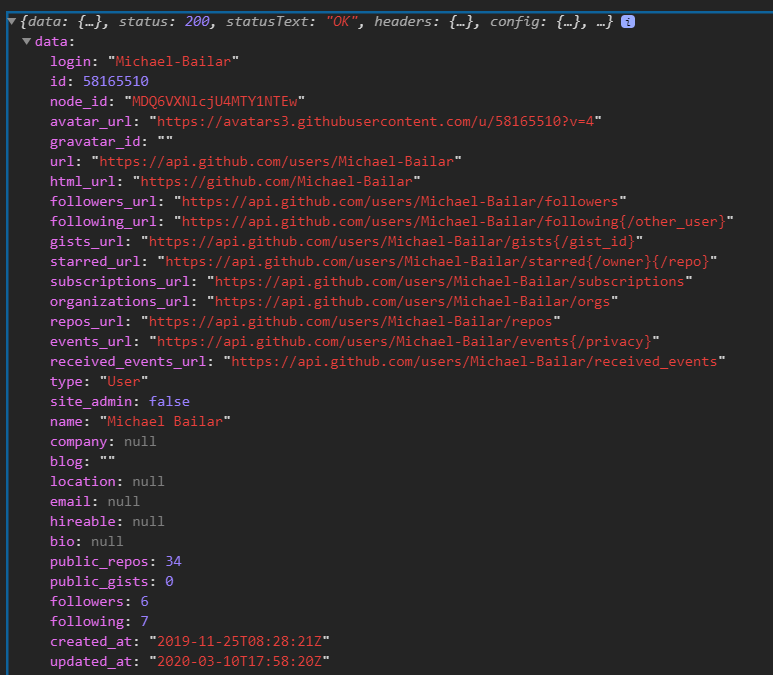 ▼{data: {…}, status: 200, statusText: "OK", headers: {…}, config: {…}, …} i
▼data:
login: "Michael-Bailar"
id: 58165510
node_id: "MDQ6VXNlcjU4MTY1NTEw"
avatar_url: "https://avatars3.githubusercontent.com/u/58165510?v=4"
gravatar_id: ""
url: "https://api.github.com/users/Michael-Bailar"
html_url: "https://github.com/Michael-Bailar"
followers_url: "https://api.github.com/users/Michael-Bailar/followers"
following_url: "https://api.github.com/users/Michael-Bailar/following{/other_user}"
gists_url: "https://api.github.com/users/Michael-Bailar/gists{/gist_id}"
starred_url: "https://api.github.com/users/Michael-Bailar/starred{/owner}{/repo}"
subscriptions_url: "https://api.github.com/users/Michael-Bailar/subscriptions"
organizations_url: "https://api.github.com/users/Michael-Bailar/orgs"
repos_url: "https://api.github.com/users/Michael-Bailar/repos"
events_url: "https://api.github.com/users/Michael-Bailar/events{/privacy}"
received_events_url: "https://api.github.com/users/Michael-Bailar/received_events"
type: "User"
site_admin: false
name: "Michael Bailar"
company: null
blog: ""
location: null
email: null
hireable: null
bio: null
public_repos: 34
public_gists: 0
followers: 6
following: 7
created_at: "2019-11-25T08:28:21Z"
updated_at: "2020-03-10T17:58:20Z"